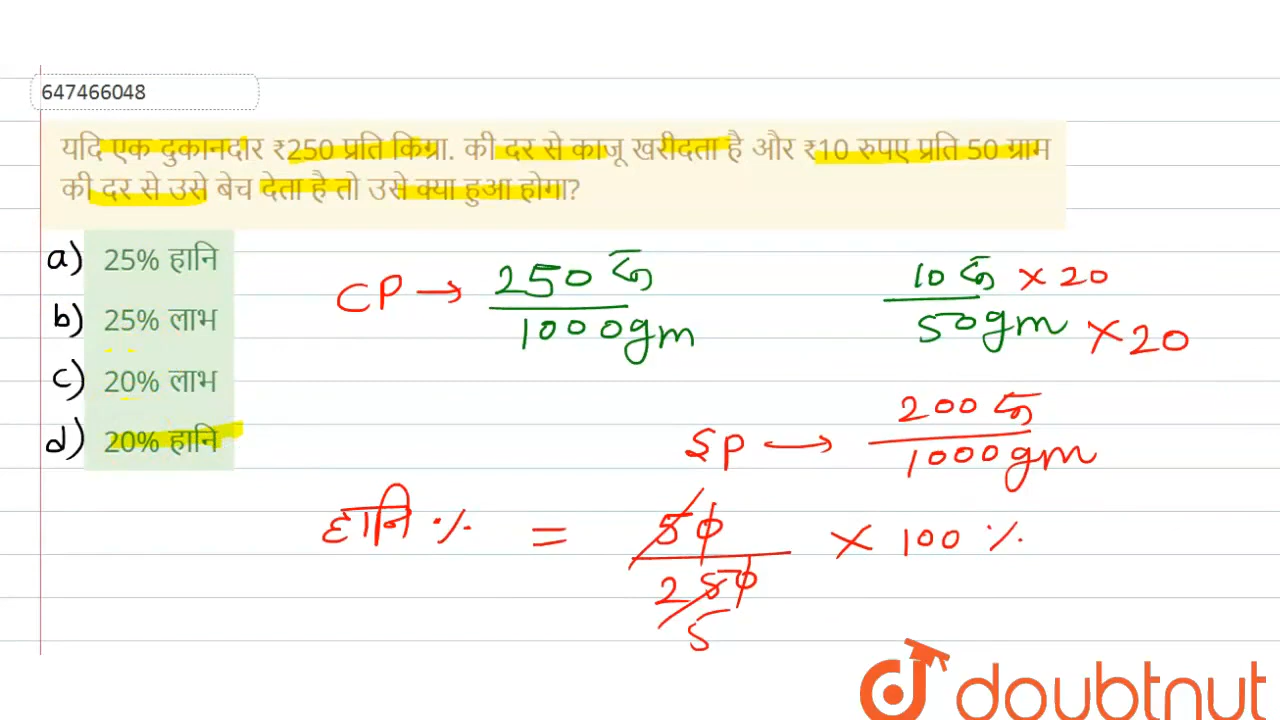 647466048
यदि एक दुकानदार ₹250 प्रति किग्रा. की दर से काजू खरीदता है और ₹10 रुपए प्रति 50 ग्राम
की दर से उसे बेच देता है तो उसे क्या हुआ होगा?
a) 25% हानि
b) 25% लाभ
c) 20% लाभ
d) 20% हानि
CP → 250 रु
1000gm
10 रु × 20
50gm × 20
SP → 200 रु
1000gm
हानि % = 50 × 100 %
250
5
doubtnut